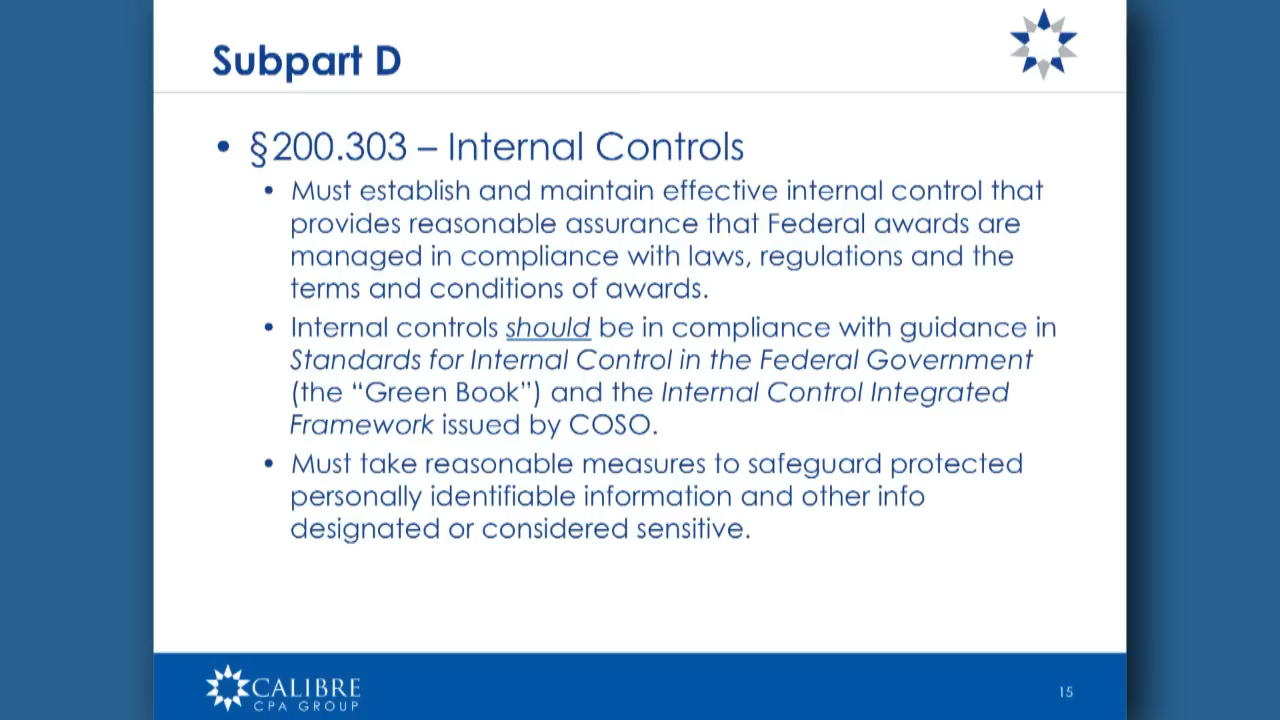 Subpart D
• §200.303 – Internal Controls
• Must establish and maintain effective internal control that
provides reasonable assurance that Federal awards are
managed in compliance with laws, regulations and the
terms and conditions of awards.
• Internal controls should be in compliance with guidance in
Standards for Internal Control in the Federal Government
(the “Green Book”) and the Internal Control Integrated
Framework issued by COSO.
• Must take reasonable measures to safeguard protected
personally identifiable information and other info
designated or considered sensitive.
CALIBRE
CPA GROUP
15